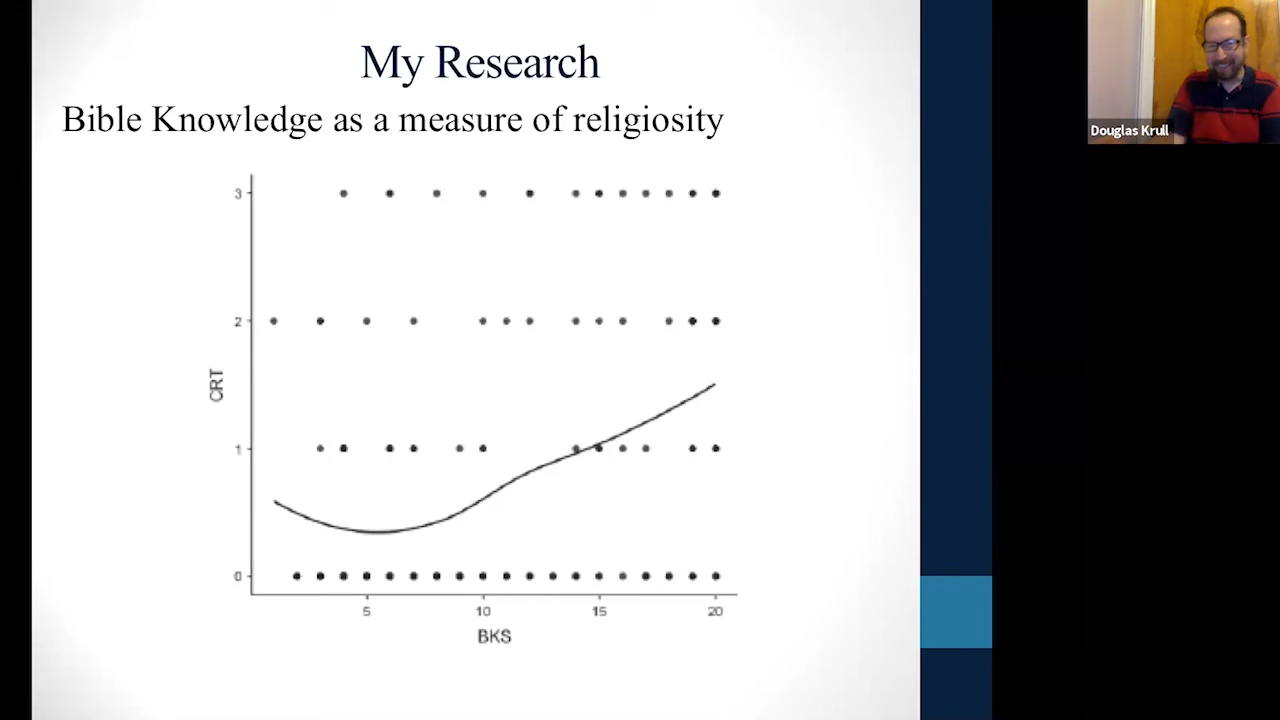 My Research
Bible Knowledge as a measure of religiosity
3
2
CRT
1
0
5 10 15 20
BKS
Douglas Krull